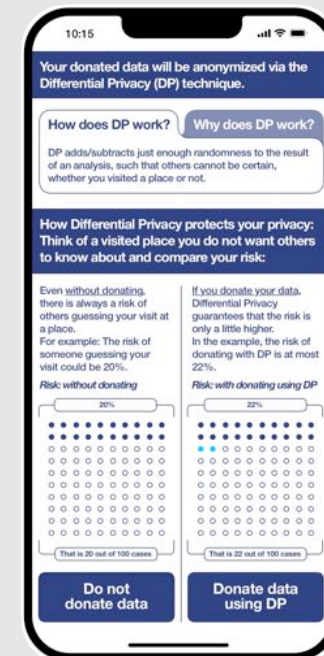 10:15
Your donated data will be anonymized via the
Differential Privacy (DP) technique.
How does DP work?
Why does DP work?
DP adds/subtracts just enough randomness to the result
of an analysis, such that others cannot be certain,
whether you visited a place or not.
How Differential Privacy protects your privacy:
Think of a visited place you do not want others
to know about and compare your risk:
Even without donating,
there is always a risk of
others guessing your visit at
a place.
For example: The risk of
someone guessing your
visit could be 20%.
Risk: without donating
20%
That is 20 out of 100 cases
Do not
donate data
If you donate your data,
Differential Privacy
guarantees that the risk is
only a little higher.
In the example, the risk of
donating with DP is at most
22%.
Risk: with donating using DP
22%
That is 22 out of 100 cases
Donate data
using DP